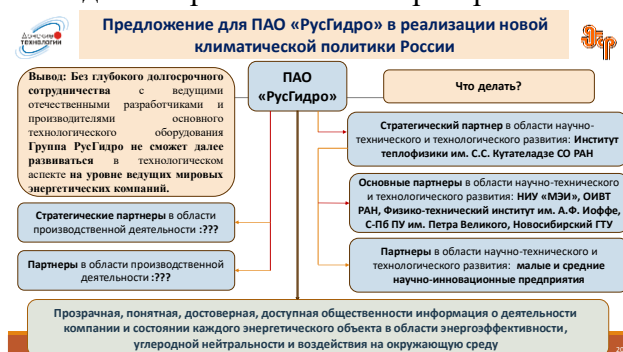 Предложение для ПАО «РусГидро» в реализации новой
климатической политики России
Донские
ТЕХНОЛОГИИ
Вывод: Без глубокого долгосрочного
сотрудничества с ведущими
отечественными разработчиками и
производителями основного
технологического оборудования
Группа РусГидро не сможет далее
развиваться в технологическом
аспекте на уровне ведущих мировых
энергетических компаний.
ПАО
«РусГидро»
Что делать?
Стратегический партнер в области научно-
технического и технологического развития: Институт
теплофизики им. С.С. Кутателадзе СО РАН
Основные партнеры в области научно-технического
и технологического развития: НИУ «МЭИ», ОИВТ
РАН, Физико-технический институт им. А.Ф. Иоффе,
С-Пб ПУ им. Петра Великого, Новосибирский ГТУ
Стратегические партнеры в области
производственной деятельности :???
Партнеры в области производственной
деятельности :???
Партнеры в области научно-технического и
технологического развития: малые и средние
научно-инновационные предприятия
Прозрачная, понятная, достоверная, доступная общественности информация о деятельности
компании и состоянии каждого энергетического объекта в области энергоэффективности,
углеродной нейтральности и воздействия на окружающую среду